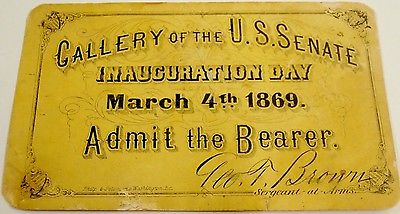 GALLERY OF THE U.S. SENATE
INAUGURATION DAY
March 4th 1869.
Admit the Bearer.
Geo. T. Brown
Sergeant-at-Arms.